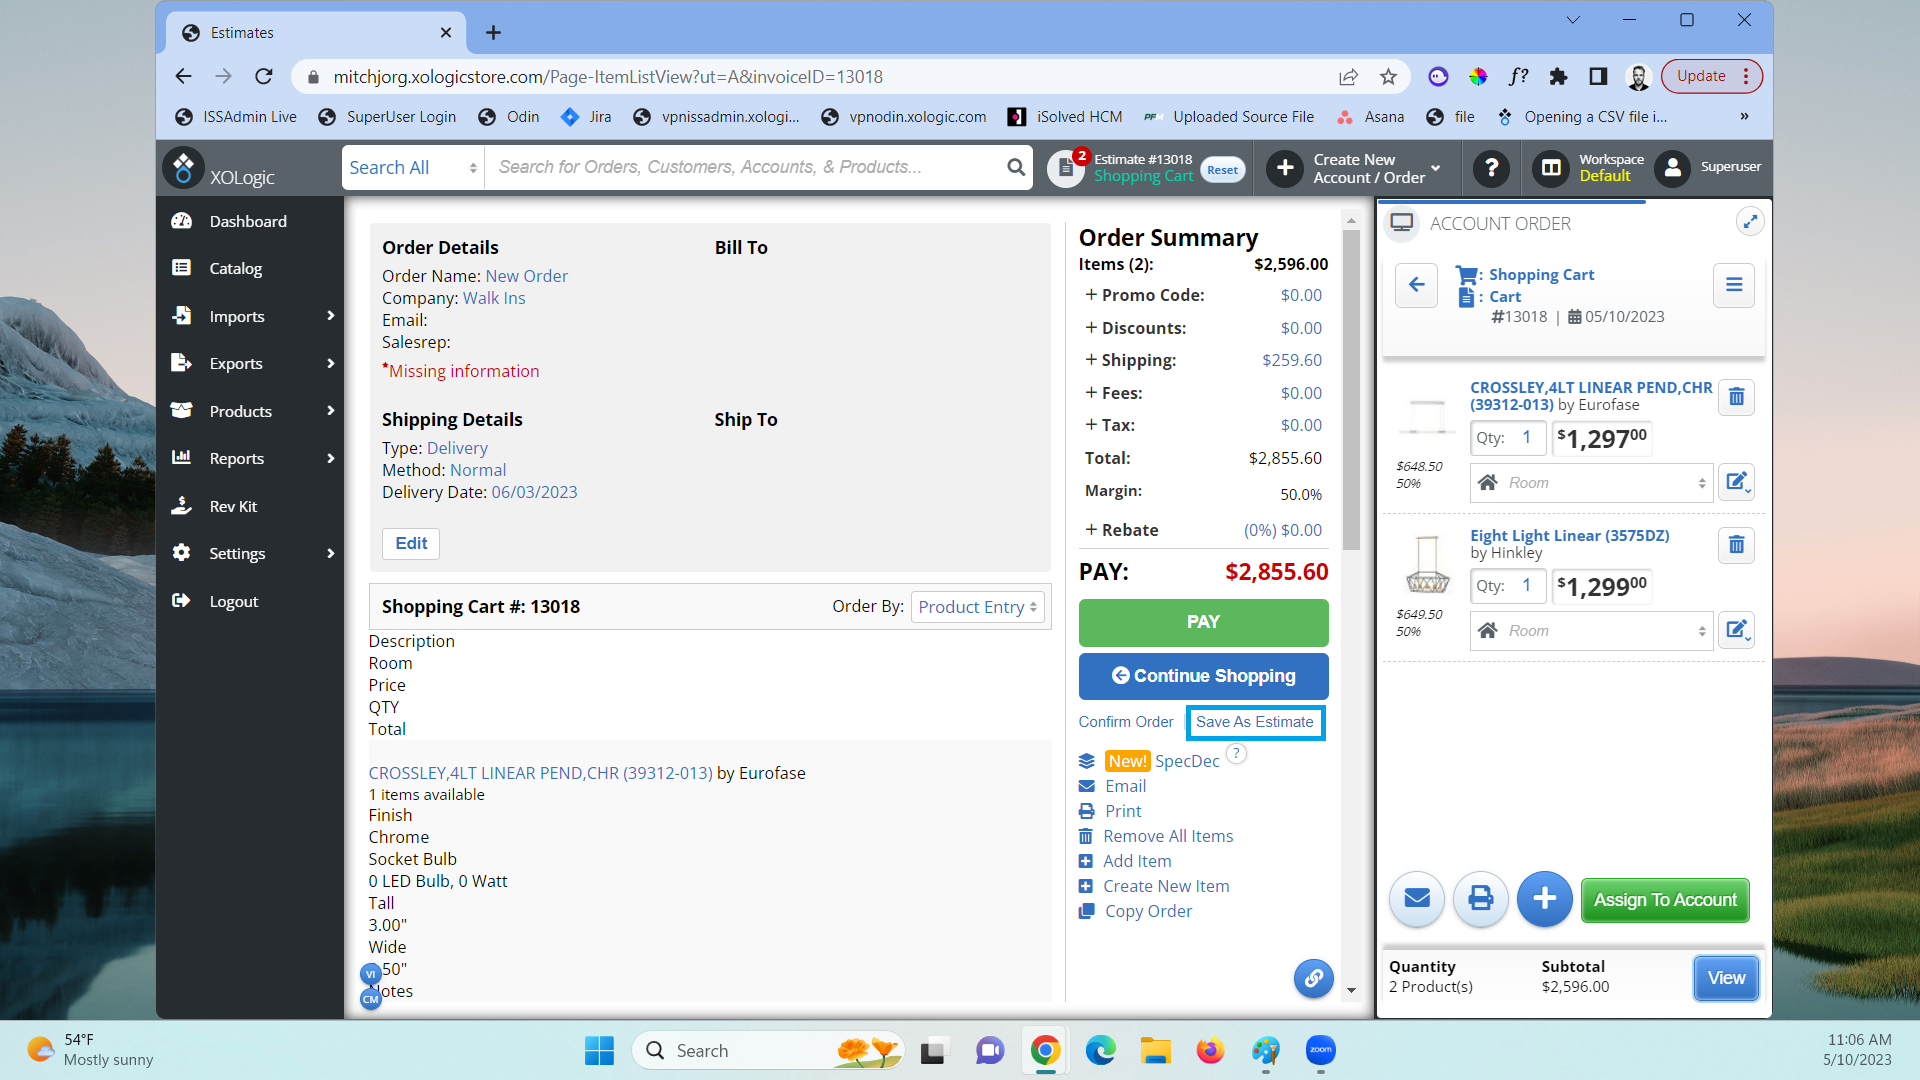 Estimates
mitchjorg.xologicstore.com/Page-ItemListView?ut=A&invoiceID=13018
f?
Update
ISSAdmin Live
SuperUser Login
Odin
Jira
vpnissadmin.xologi...
vpnodin.xologic.com
iSolved HCM
Uploaded Source File
Asana
file
Opening a CSV file i...
»
XOLogic
Search All
Search for Orders, Customers, Accounts, & Products...
2
Estimate #13018
Shopping Cart
Reset
Create New
Account / Order
?
Workspace
Default
Superuser
Dashboard
Catalog
Imports
Exports
Products
Reports
Rev Kit
Settings
Logout
Order Details
Order Name: New Order
Company: Walk Ins
Email:
Salesrep:
*Missing information
Bill To
Shipping Details
Type: Delivery
Method: Normal
Delivery Date: 06/03/2023
Ship To
Edit
Shopping Cart #: 13018
Order By: Product Entry
Description
Room
Price
QTY
Total
CROSSLEY,4LT LINEAR PEND,CHR (39312-013) by Eurofase
1 items available
Finish
Chrome
Socket Bulb
0 LED Bulb, 0 Watt
Tall
3.00"
Wide
50"
VI
otes
CM
Order Summary
Items (2): $2,596.00
+ Promo Code: $0.00
+ Discounts: $0.00
+ Shipping: $259.60
+ Fees: $0.00
+ Tax: $0.00
Total: $2,855.60
Margin: 50.0%
+ Rebate (0%) $0.00
PAY: $2,855.60
PAY
Continue Shopping
Confirm Order
Save As Estimate
New! SpecDec ?
Email
Print
Remove All Items
Add Item
Create New Item
Copy Order
ACCOUNT ORDER
: Shopping Cart
: Cart
#13018 | 05/10/2023
CROSSLEY,4LT LINEAR PEND,CHR
(39312-013) by Eurofase
Qty: 1 $1,297.00
$648.50
50%
Room
Eight Light Linear (3575DZ)
by Hinkley
Qty: 1 $1,299.00
$649.50
50%
Room
Assign To Account
Quantity
2 Product(s)
Subtotal
$2,596.00
View
54°F
Mostly sunny
Search
zoom
11:06 AM
5/10/2023